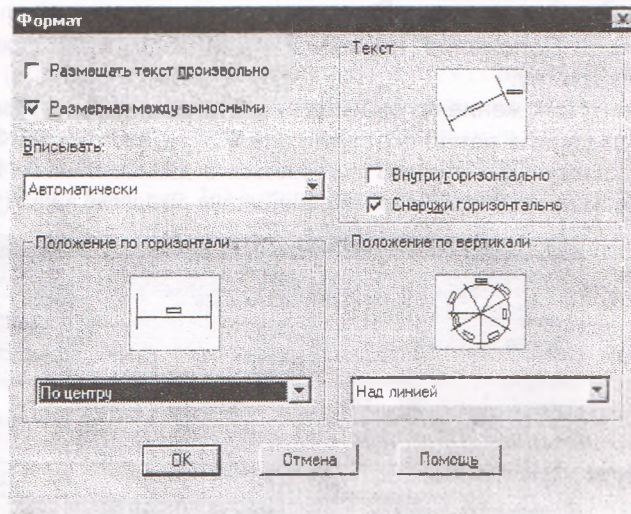 Формат
Размещать текст произвольно
Размерная между выносными
Вписывать:
Автоматически
Текст
Внутри горизонтально
Снаружи горизонтально
Положение по горизонтали
По центру
Положение по вертикали
Над линией
OK
Отмена
Помощь